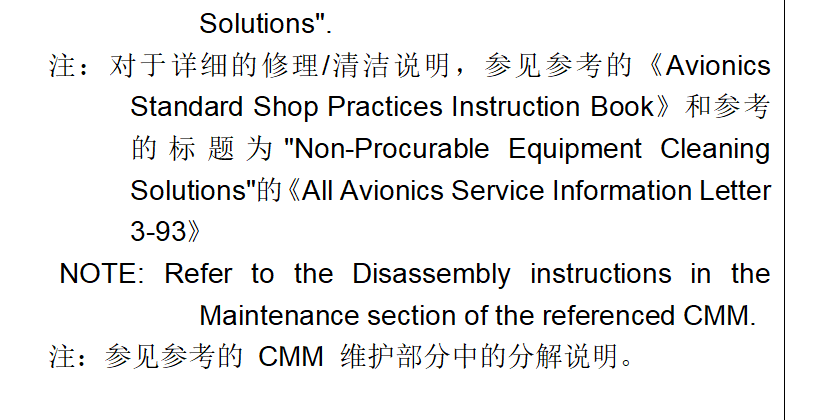 Solutions".
注：对于详细的修理/清洁说明，参见参考的《Avionics
Standard Shop Practices Instruction Book》和参考
的标题为"Non-Procurable Equipment Cleaning
Solutions"的《All Avionics Service Information Letter
3-93》
NOTE: Refer to the Disassembly instructions in the
Maintenance section of the referenced CMM.
注：参见参考的 CMM 维护部分中的分解说明。